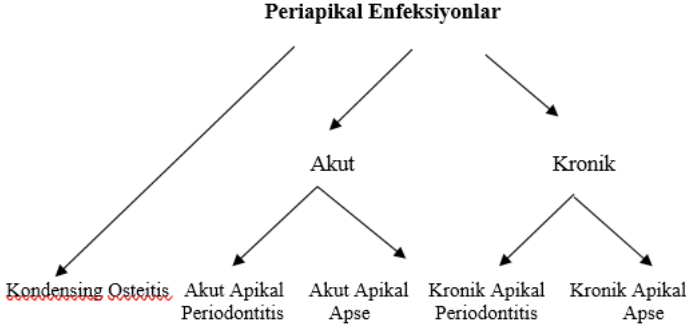 Periapikal Enfeksiyonlar
Akut
Kronik
Kondensing Osteitis
Akut Apikal
Periodontitis
Akut Apikal
Apse
Kronik Apikal
Periodontitis
Kronik Apikal
Apse